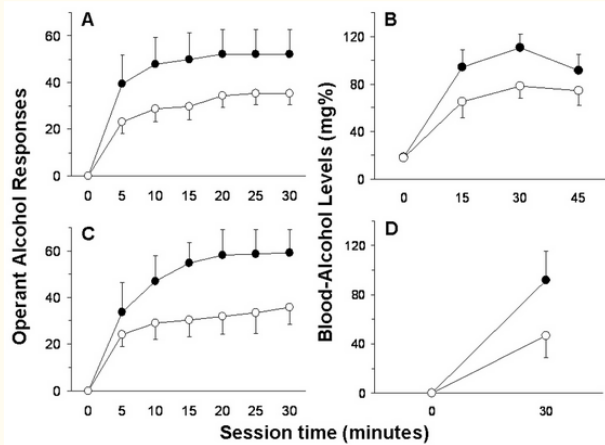 A
60
40
20
0
0 5 10 15 20 25 30
B
120
80
40
0
0 15 30 45
C
60
40
20
0
0 5 10 15 20 25 30
D
120
80
40
0
0 30
Operant Alcohol Responses
Blood-Alcohol Levels (mg%)
Session time (minutes)